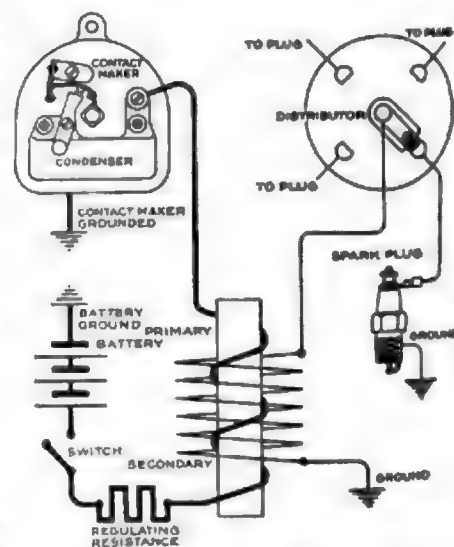 CONTACT
MAKER
CONDENSER
CONTACT MAKER
GROUNDED
TO PLUG
TO PLUG
DISTRIBUTOR
TO PLUG
SPARK PLUG
GROUND
BATTERY
GROUND
BATTERY
PRIMARY
SWITCH
SECONDARY
GROUND
REGULATING
RESISTANCE